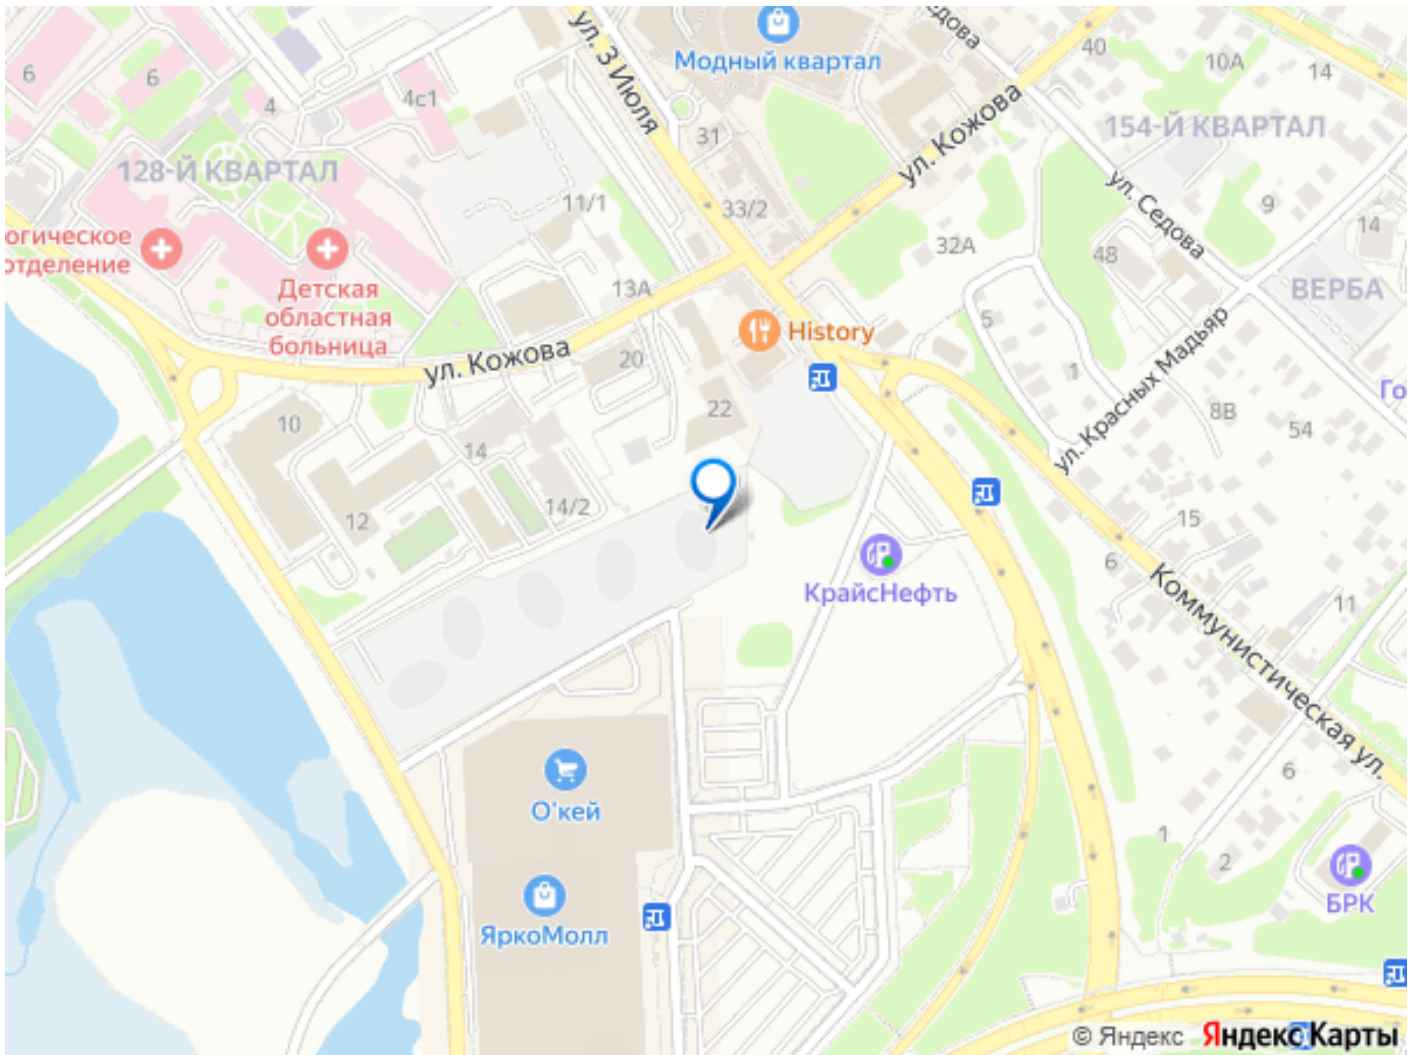 Седова
40
10А
14
Модный квартал
6
6
4
4с1
ул. 3 Июля
31
ул. Кожова
154-Й КВАРТАЛ
128-Й КВАРТАЛ
11/1
33/2
ул. Седова
9
14
огическое
отделение
32А
48
Детская
областная
больница
13А
ВЕРБА
5
History
ул. Кожова
20
1
ул. Красных Мадьяр
Го
22
8В
54
10
14
14/2
12
15
6
КрайсНефть
11
Коммунистическая ул.
6
О'кей
1
2
БРК
ЯркоМолл
© Яндекс Яндекс Карты